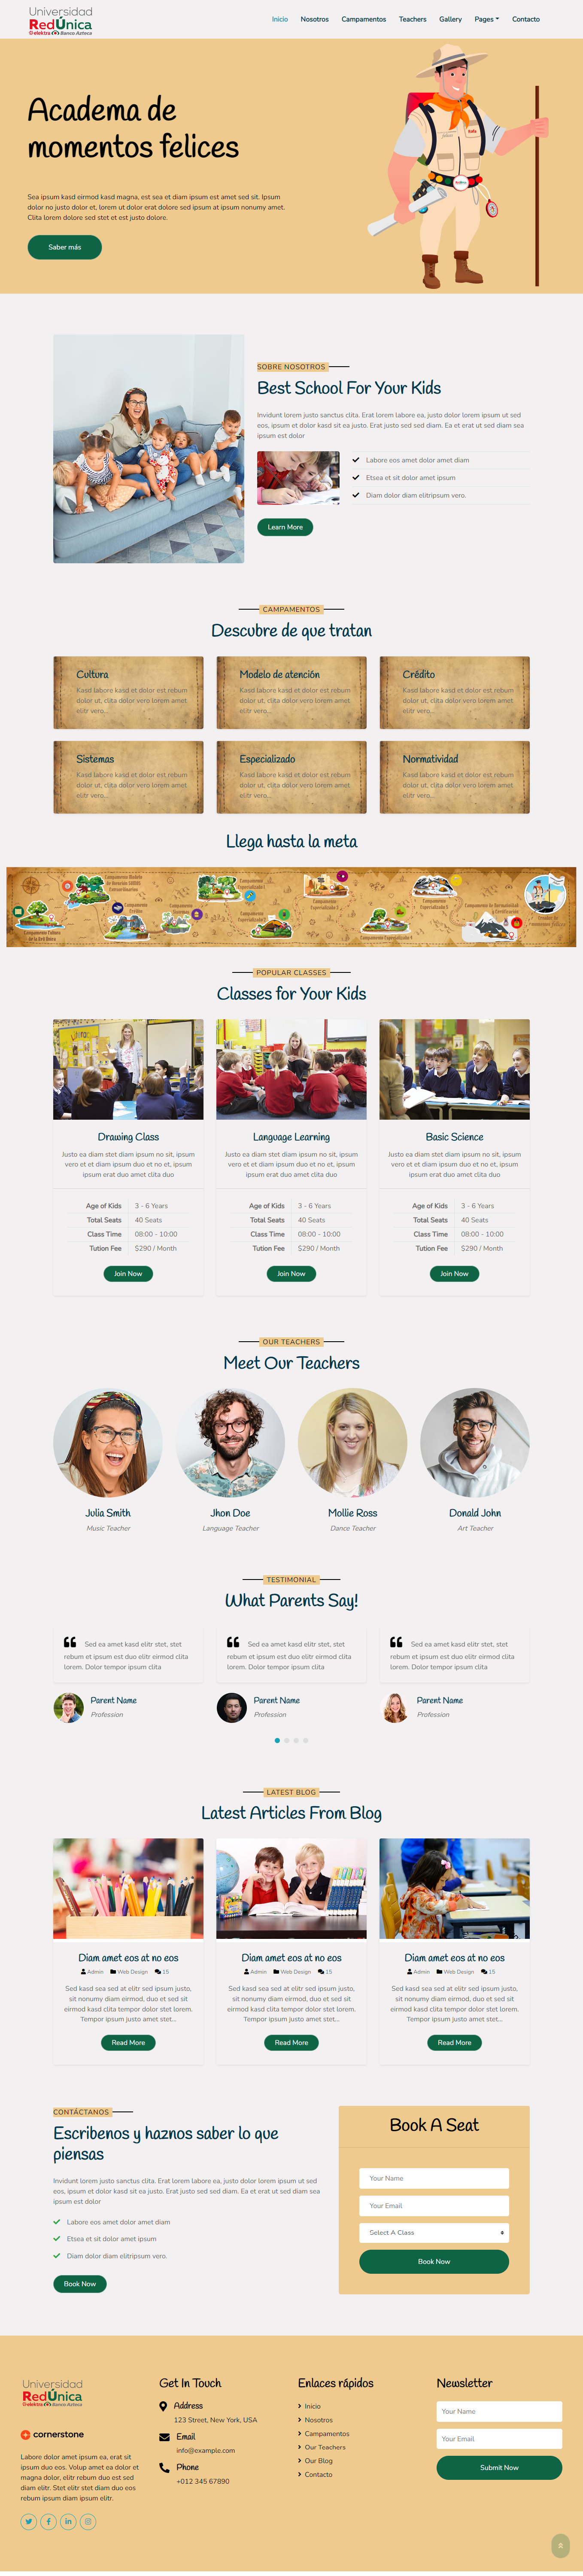 Universidad
RedÚnica
elektra Banco Azteca
Inicio
Nosotros
Campamentos
Teachers
Gallery
Pages
Contacto
Academa de
momentos felices
Sea ipsum kasd eirmod kasd magna, est sea et diam ipsum est amet sed sit. Ipsum
dolor no justo dolor et, lorem ut dolor erat dolore sed ipsum at ipsum nonumy amet.
Clita lorem dolore sed stet et est justo dolore.
Saber más
SOBRE NOSOTROS
Best School For Your Kids
Invidunt lorem justo sanctus clita. Erat lorem labore ea, justo dolor lorem ipsum ut sed
eos, ipsum et dolor kasd sit ea justo. Erat justo sed sed diam. Ea et erat ut sed diam sea
ipsum est dolor
Labore eos amet dolor amet diam
Etsea et sit dolor amet ipsum
Diam dolor diam elitripsum vero.
Learn More
CAMPAMENTOS
Descubre de que tratan
Cultura
Kasd labore kasd et dolor est rebum
dolor ut, clita dolor vero lorem amet
elitr vero...
Modelo de atención
Kasd labore kasd et dolor est rebum
dolor ut, clita dolor vero lorem amet
elitr vero...
Crédito
Kasd labore kasd et dolor est rebum
dolor ut, clita dolor vero lorem amet
elitr vero...
Sistemas
Kasd labore kasd et dolor est rebum
dolor ut, clita dolor vero lorem amet
elitr vero...
Especializado
Kasd labore kasd et dolor est rebum
dolor ut, clita dolor vero lorem amet
elitr vero...
Normatividad
Kasd labore kasd et dolor est rebum
dolor ut, clita dolor vero lorem amet
elitr vero...
Llega hasta la meta
POPULAR CLASSES
Classes for Your Kids
Drawing Class
Justo ea diam stet diam ipsum no sit, ipsum
vero et et diam ipsum duo et no et, ipsum
ipsum erat duo amet clita duo
Age of Kids 3 - 6 Years
Total Seats 40 Seats
Class Time 08:00 - 10:00
Tution Fee $290 / Month
Join Now
Language Learning
Justo ea diam stet diam ipsum no sit, ipsum
vero et et diam ipsum duo et no et, ipsum
ipsum erat duo amet clita duo
Age of Kids 3 - 6 Years
Total Seats 40 Seats
Class Time 08:00 - 10:00
Tution Fee $290 / Month
Join Now
Basic Science
Justo ea diam stet diam ipsum no sit, ipsum
vero et et diam ipsum duo et no et, ipsum
ipsum erat duo amet clita duo
Age of Kids 3 - 6 Years
Total Seats 40 Seats
Class Time 08:00 - 10:00
Tution Fee $290 / Month
Join Now
OUR TEACHERS
Meet Our Teachers
Julia Smith
Music Teacher
Jhon Doe
Language Teacher
Mollie Ross
Dance Teacher
Donald John
Art Teacher
TESTIMONIAL
What Parents Say!
Sed ea amet kasd elitr stet, stet
rebum et ipsum est duo elitr eirmod clita
lorem. Dolor tempor ipsum clita
Parent Name
Profession
Sed ea amet kasd elitr stet, stet
rebum et ipsum est duo elitr eirmod clita
lorem. Dolor tempor ipsum clita
Parent Name
Profession
Sed ea amet kasd elitr stet, stet
rebum et ipsum est duo elitr eirmod clita
lorem. Dolor tempor ipsum clita
Parent Name
Profession
LATEST BLOG
Latest Articles From Blog
Diam amet eos at no eos
Admin Web Design 15
Sed kasd sea sed at elitr sed ipsum justo,
sit nonumy diam eirmod, duo et sed sit
eirmod kasd clita tempor dolor stet lorem.
Tempor ipsum justo amet stet...
Read More
Diam amet eos at no eos
Admin Web Design 15
Sed kasd sea sed at elitr sed ipsum justo,
sit nonumy diam eirmod, duo et sed sit
eirmod kasd clita tempor dolor stet lorem.
Tempor ipsum justo amet stet...
Read More
Diam amet eos at no eos
Admin Web Design 15
Sed kasd sea sed at elitr sed ipsum justo,
sit nonumy diam eirmod, duo et sed sit
eirmod kasd clita tempor dolor stet lorem.
Tempor ipsum justo amet stet...
Read More
CONTÁCTANOS
Escribenos y haznos saber lo que
piensas
Invidunt lorem justo sanctus clita. Erat lorem labore ea, justo dolor lorem ipsum ut sed
eos, ipsum et dolor kasd sit ea justo. Erat justo sed sed diam. Ea et erat ut sed diam sea
ipsum est dolor
Labore eos amet dolor amet diam
Etsea et sit dolor amet ipsum
Diam dolor diam elitripsum vero.
Book Now
Book A Seat
Your Name
Your Email
Select A Class
Book Now
Universidad
RedÚnica
elektra Banco Azteca
cornerstone
Labore dolor amet ipsum ea, erat sit
ipsum duo eos. Volup amet ea dolor et
magna dolor, elitr rebum duo est sed
diam elitr. Stet elitr stet diam duo eos
rebum ipsum diam ipsum elitr.
Get In Touch
Address
123 Street, New York, USA
Email
info@example.com
Phone
+012 345 67890
Enlaces rápidos
Inicio
Nosotros
Campamentos
Our Teachers
Our Blog
Contacto
Newsletter
Your Name
Your Email
Submit Now